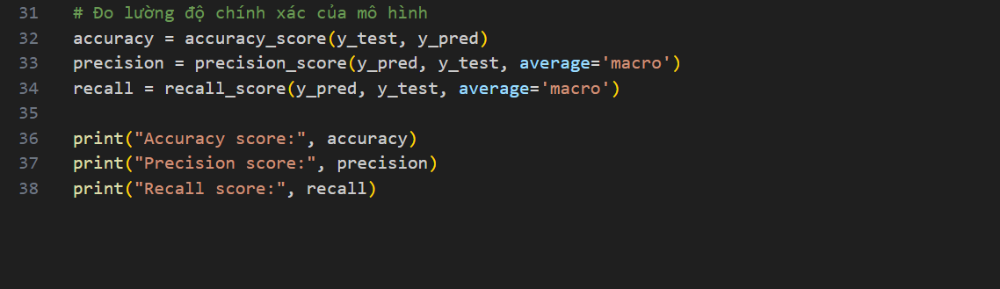 31 # Đo lường độ chính xác của mô hình
32 accuracy = accuracy_score(y_test, y_pred)
33 precision = precision_score(y_pred, y_test, average='macro')
34 recall = recall_score(y_pred, y_test, average='macro')
35
36 print("Accuracy score:", accuracy)
37 print("Precision score:", precision)
38 print("Recall score:", recall)